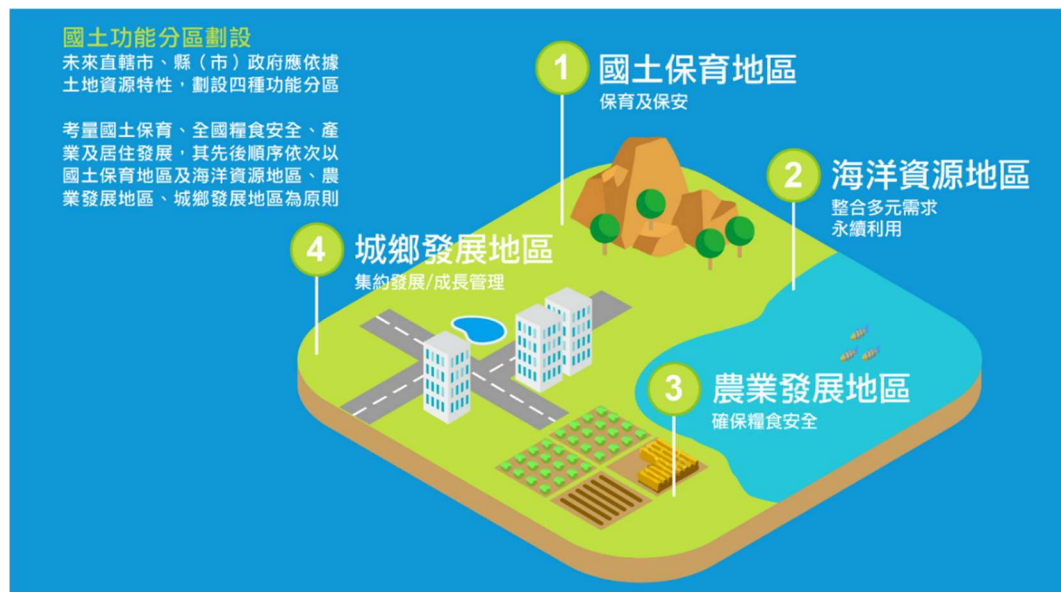 國土功能分區劃設
未來直轄市、縣（市）政府應依據
土地資源特性，劃設四種功能分區
考量國土保育、全國糧食安全、產
業及居住發展，其先後順序依次以
國土保育地區及海洋資源地區、農
業發展地區、城鄉發展地區為原則
1
國土保育地區
保育及保安
2
海洋資源地區
整合多元需求
永續利用
4
城鄉發展地區
集約發展/成長管理
3
農業發展地區
確保糧食安全